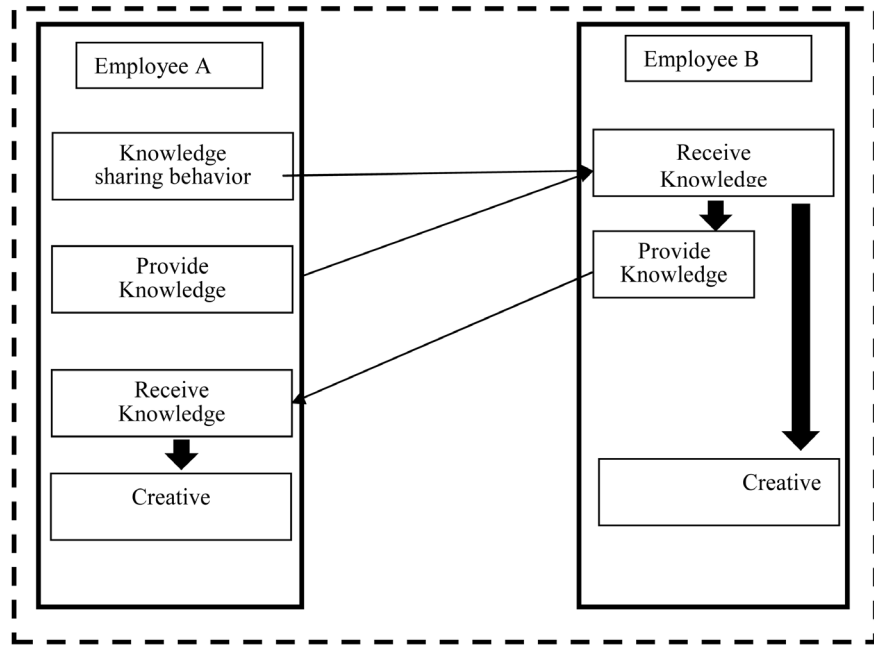 Employee A
Knowledge
sharing behavior
Provide
Knowledge
Receive
Knowledge
Creative
Employee B
Receive
Knowledge
Provide
Knowledge
Creative